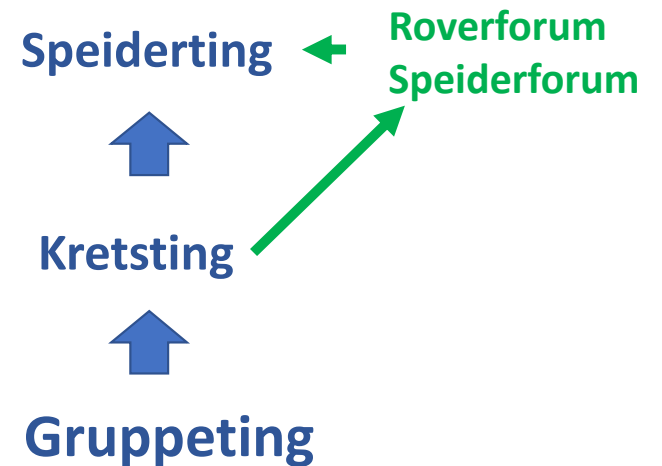 Speiderting
Roverforum
Speiderforum
Kretsting
Gruppeting